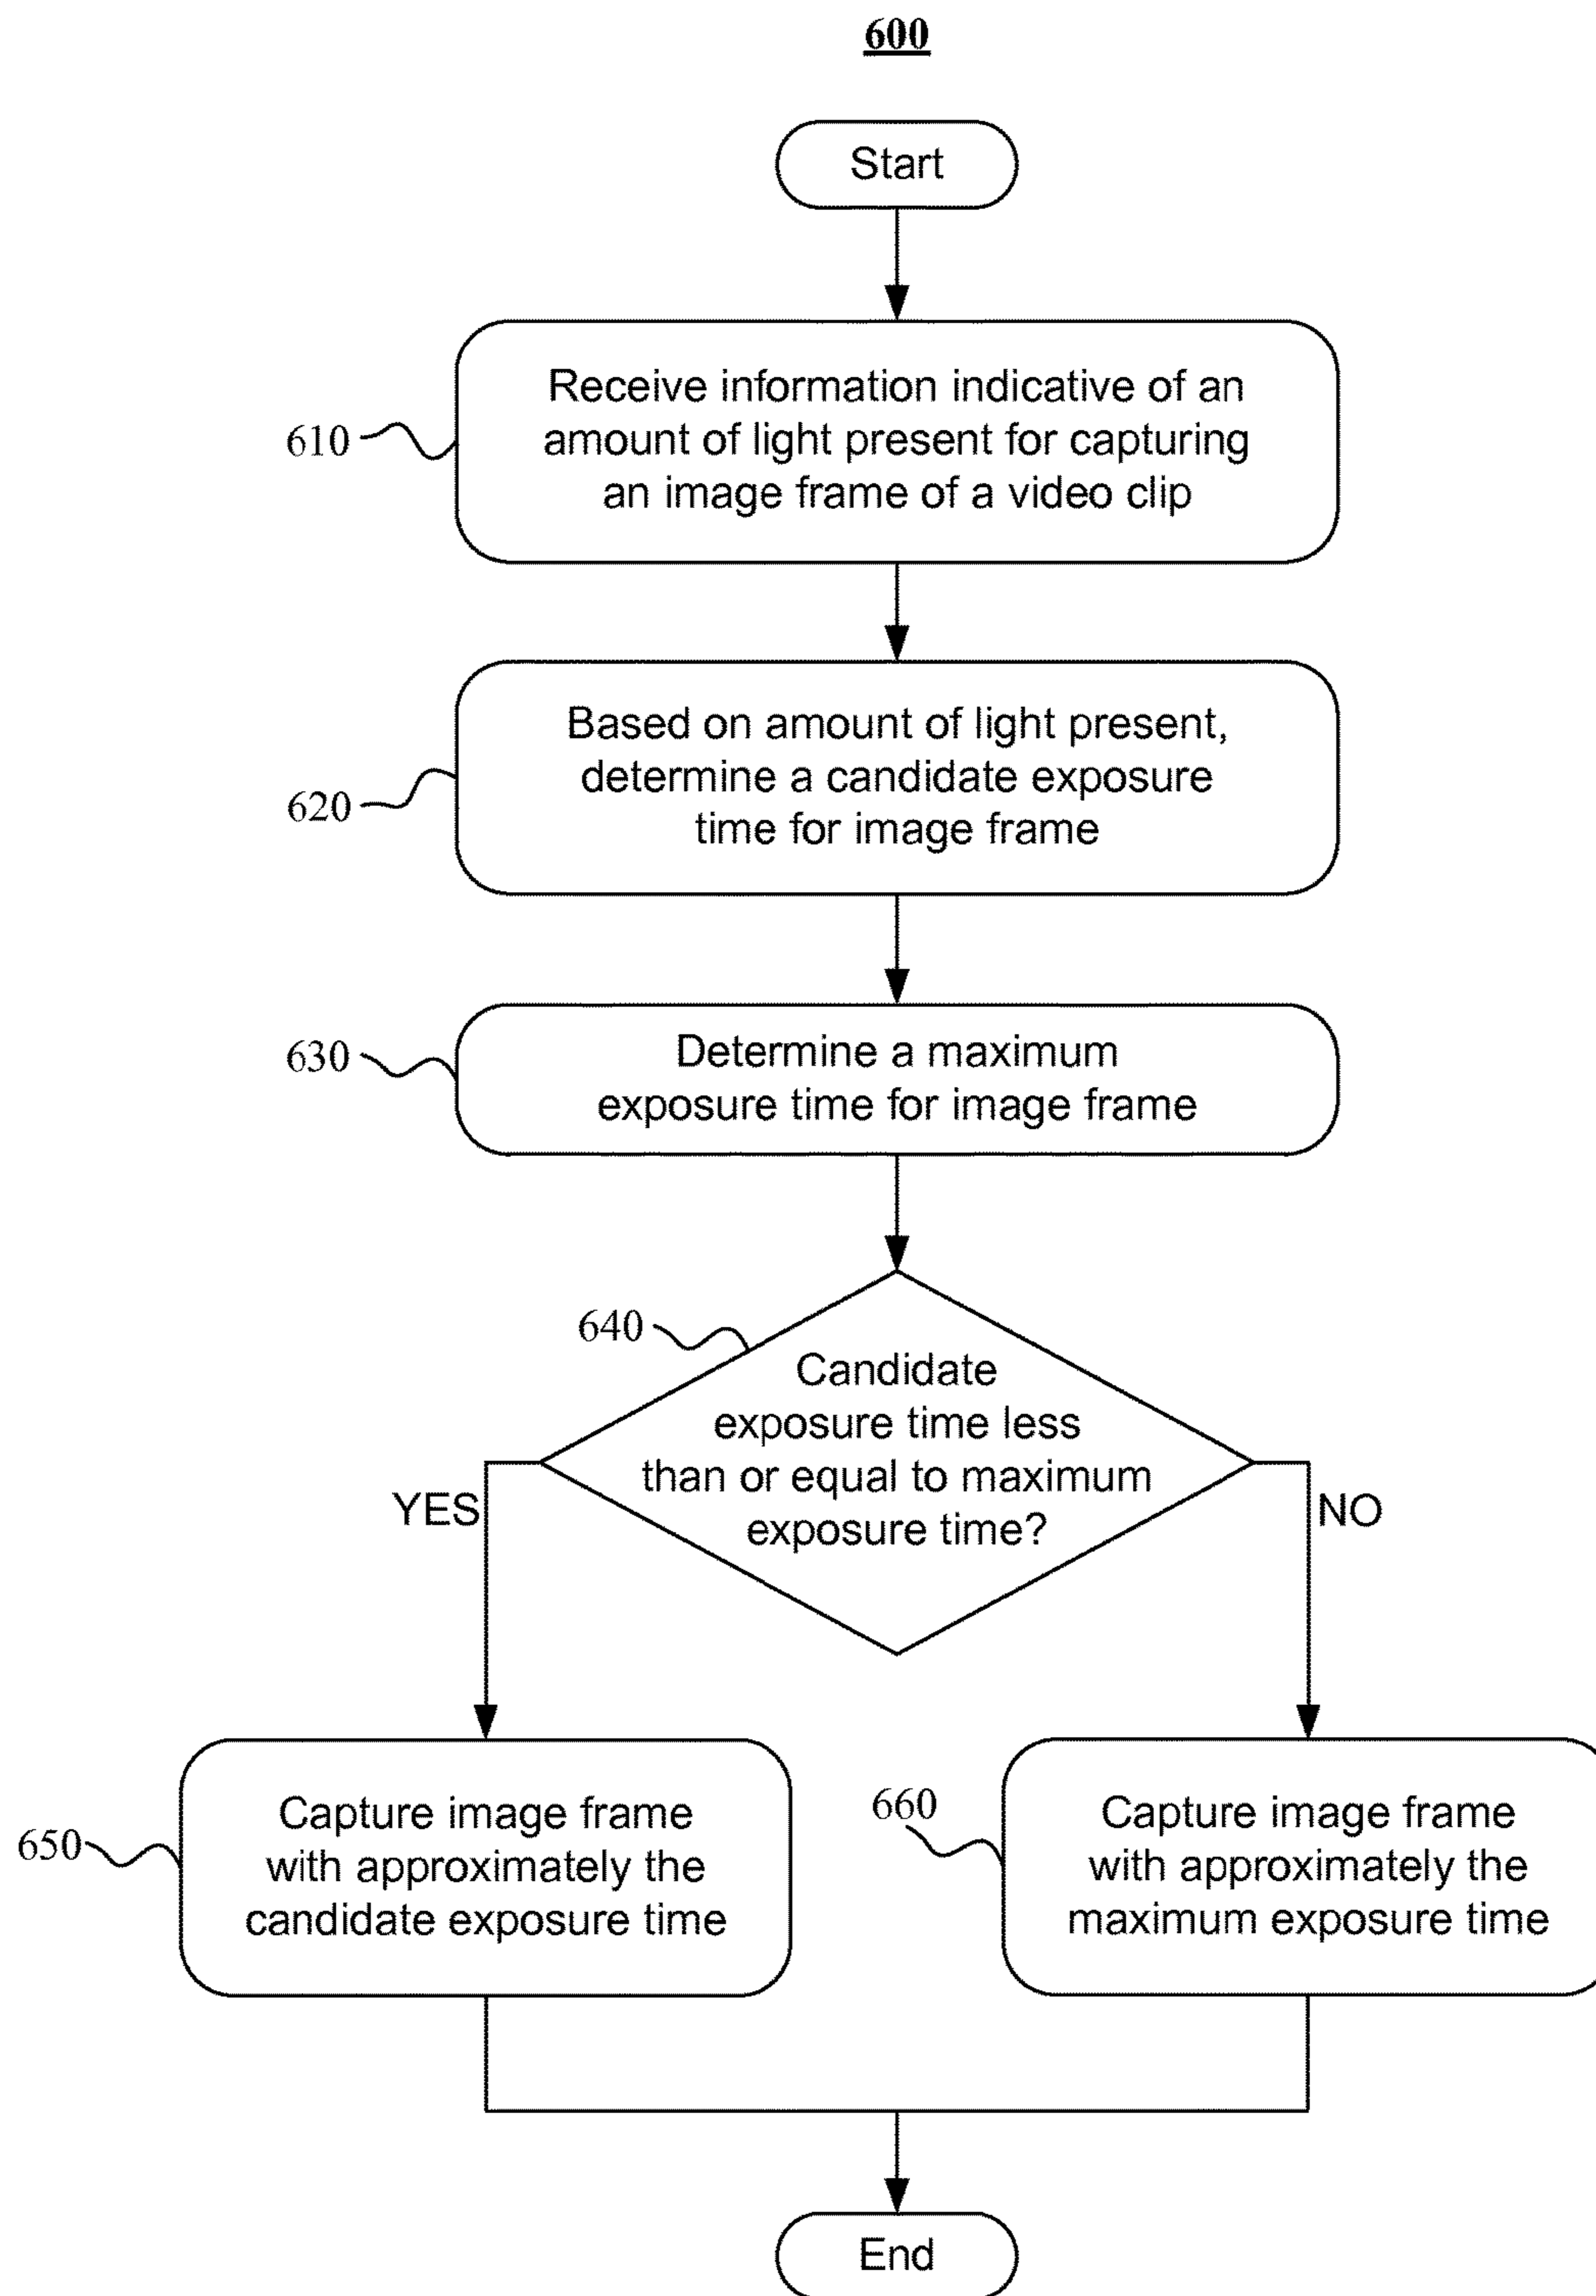 600
Start
610
Receive information indicative of an
amount of light present for capturing
an image frame of a video clip
620
Based on amount of light present,
determine a candidate exposure
time for image frame
630
Determine a maximum
exposure time for image frame
640
Candidate
exposure time less
than or equal to maximum
exposure time?
YES
NO
650
Capture image frame
with approximately the
candidate exposure time
660
Capture image frame
with approximately the
maximum exposure time
End